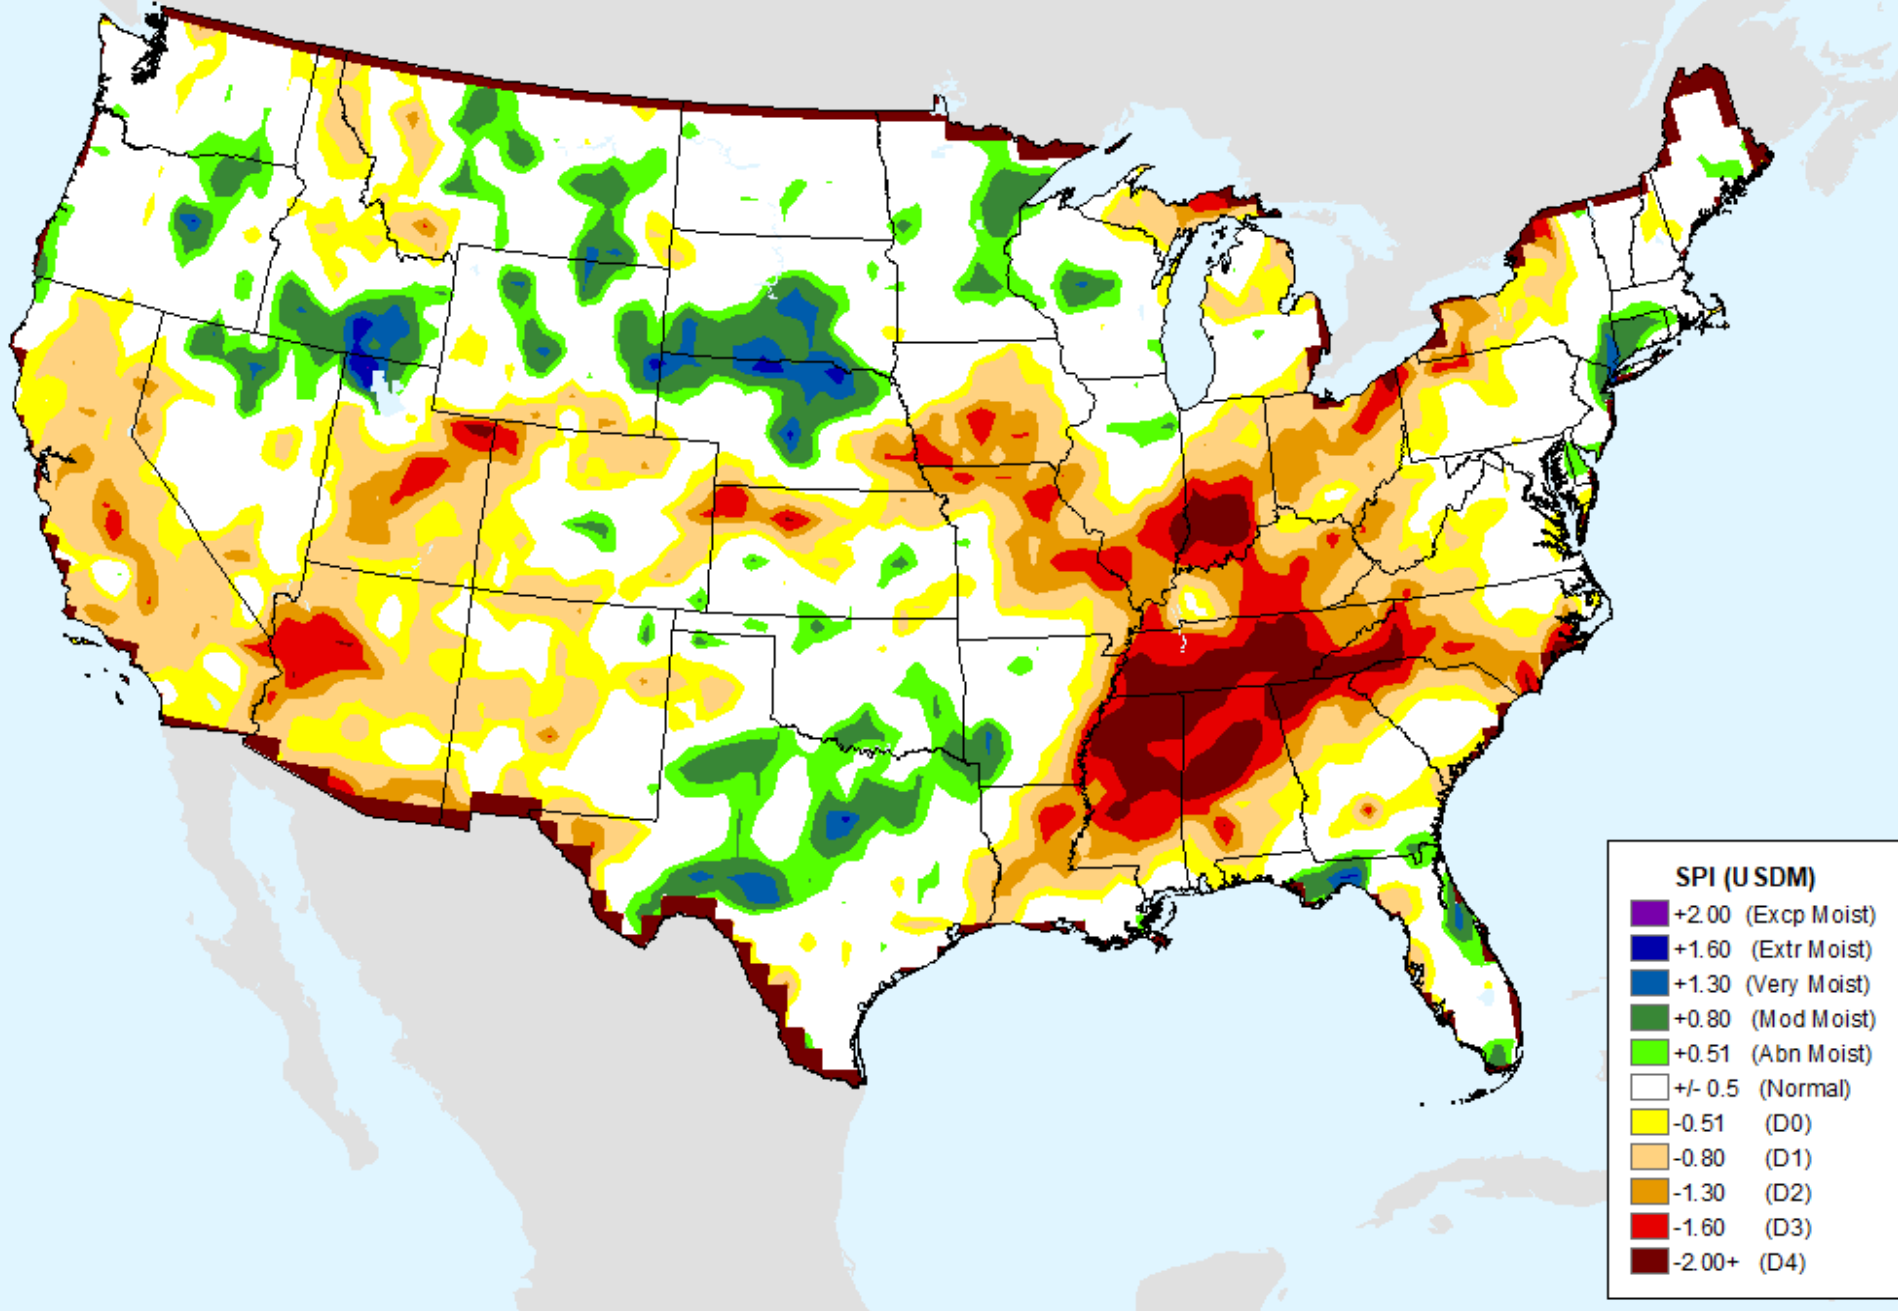 SPI (USDM)
+2.00 (Excp Moist)
+1.60 (Extr Moist)
+1.30 (Very Moist)
+0.80 (Mod Moist)
+0.51 (Abn Moist)
+/- 0.5 (Normal)
-0.51 (D0)
-0.80 (D1)
-1.30 (D2)
-1.60 (D3)
-2.00+ (D4)